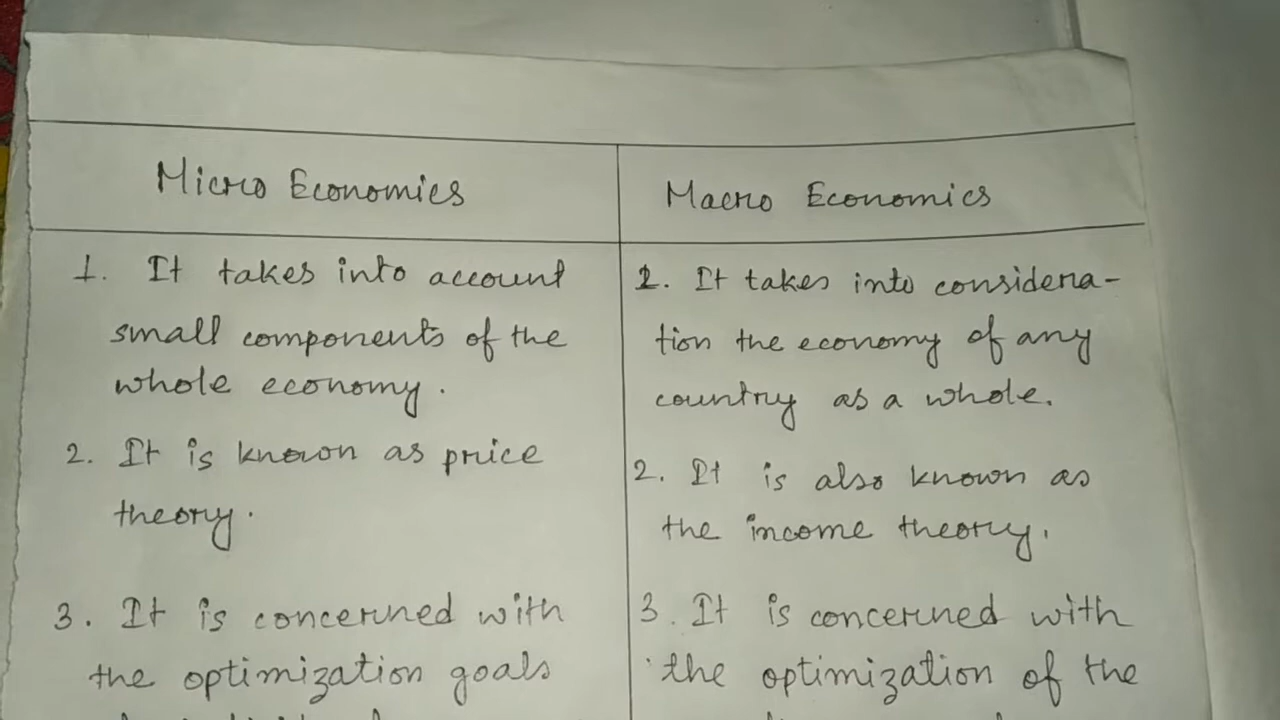 Micro Economics
Macro Economics
1. It takes into account
small components of the
whole economy.
2. It is known as price
theory.
3. It is concerned with
the optimization goals
1. It takes into considera-
tion the economy of any
country as a whole.
2. It is also known as
the income theory.
3. It is concerned with
the optimization of the